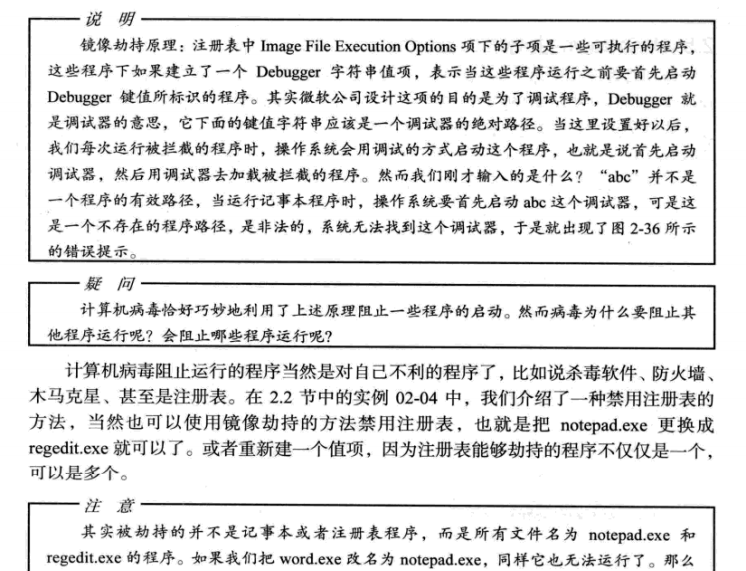 说 明
镜像劫持原理：注册表中 Image File Execution Options 项下的子项是一些可执行的程序，
这些程序下如果建立了一个 Debugger 字符串值项，表示当这些程序运行之前要首先启动
Debugger 键值所标识的程序。其实微软公司设计这项的目的是为了调试程序，Debugger 就
是调试器的意思，它下面的键值字符串应该是一个调试器的绝对路径。当这里设置好以后，
我们每次运行被拦截的程序时，操作系统会用调试的方式启动这个程序，也就是说首先启动
调试器，然后用调试器去加载被拦截的程序。然而我们刚才输入的是什么？“abc”并不是
一个程序的有效路径，当运行记事本程序时，操作系统要首先启动 abc 这个调试器，可是这
是一个不存在的程序路径，是非法的，系统无法找到这个调试器，于是就出现了图 2-36 所示
的错误提示。
疑 问
计算机病毒恰好巧妙地利用了上述原理阻止一些程序的启动。然而病毒为什么要阻止其
他程序运行呢？会阻止哪些程序运行呢？
计算机病毒阻止运行的程序当然是对自己不利的程序了，比如说杀毒软件、防火墙、
木马克星、甚至是注册表。在 2.2 节中的实例 02-04 中，我们介绍了一种禁用注册表的
方法，当然也可以使用镜像劫持的方法禁用注册表，也就是把 notepad.exe 更换成
regedit.exe 就可以了。或者重新建一个值项，因为注册表能够劫持的程序不仅仅是一个，
可以是多个。
注 意
其实被劫持的并不是记事本或者注册表程序，而是所有文件名为 notepad.exe 和
regedit.exe 的程序。如果我们把 word.exe 改名为 notepad.exe，同样它也无法运行了。那么